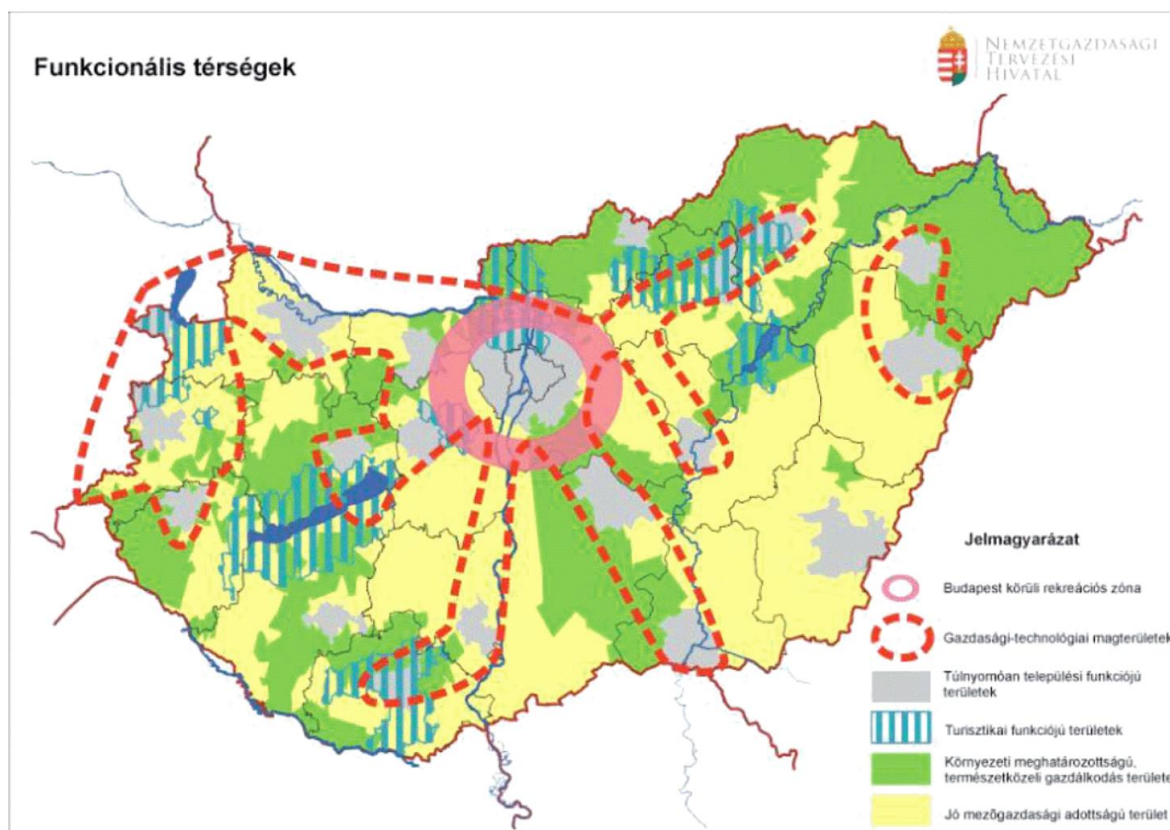 Funkcionális térségek
NEMZETGAZDASÁGI
TERVEZÉSI
HIVATAL
Jelmagyarázat
Budapest körüli rekreációs zóna
Gazdasági-technológiai magterületek
Túlnyomóan települési funkciójú
területek
Turisztikai funkciójú területek
Környezeti meghatározottságú,
természetközeli gazdálkodás területe
Jó mezőgazdasági adottságú terület